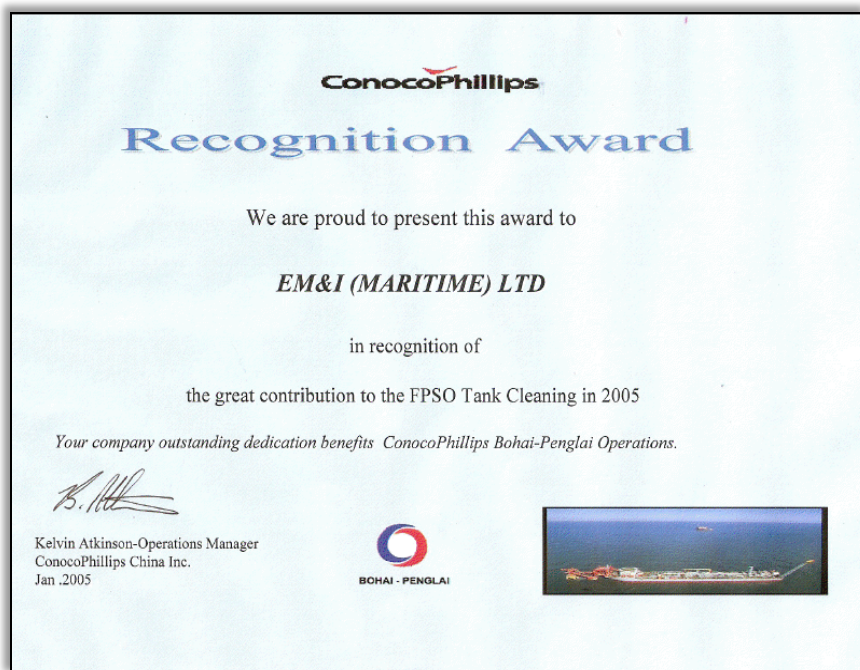 ConocoPhillips
Recognition Award
We are proud to present this award to
EM&I (MARITIME) LTD
in recognition of
the great contribution to the FPSO Tank Cleaning in 2005
Your company outstanding dedication benefits ConocoPhillips Bohai-Penglai Operations.
Kelvin Atkinson-Operations Manager
ConocoPhillips China Inc.
Jan .2005
BOHAI - PENGLAI